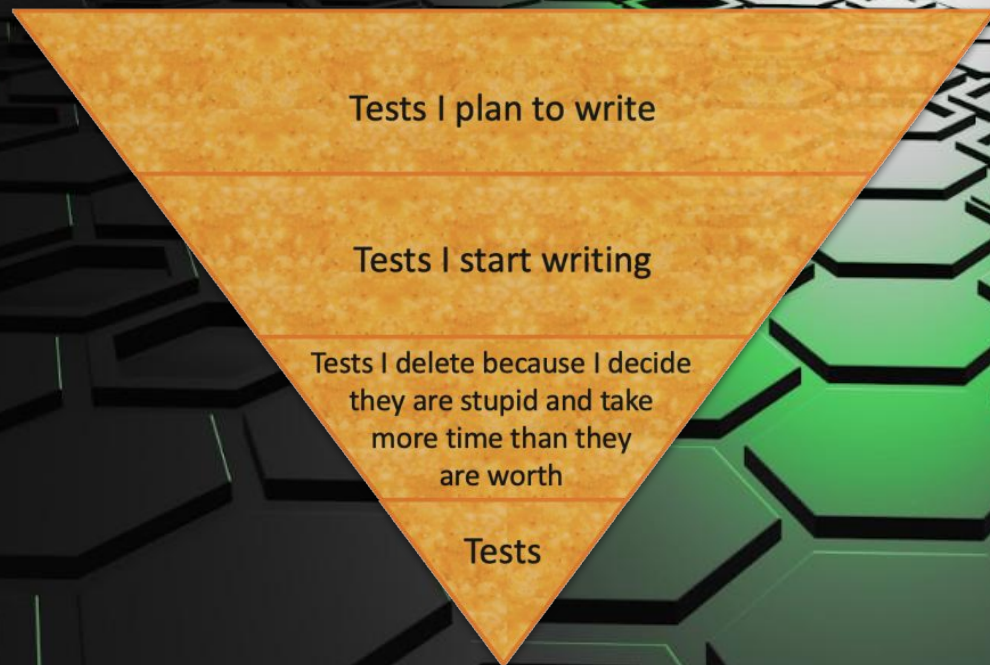 Tests I plan to write
Tests I start writing
Tests I delete because I decide
they are stupid and take
more time than they
are worth
Tests